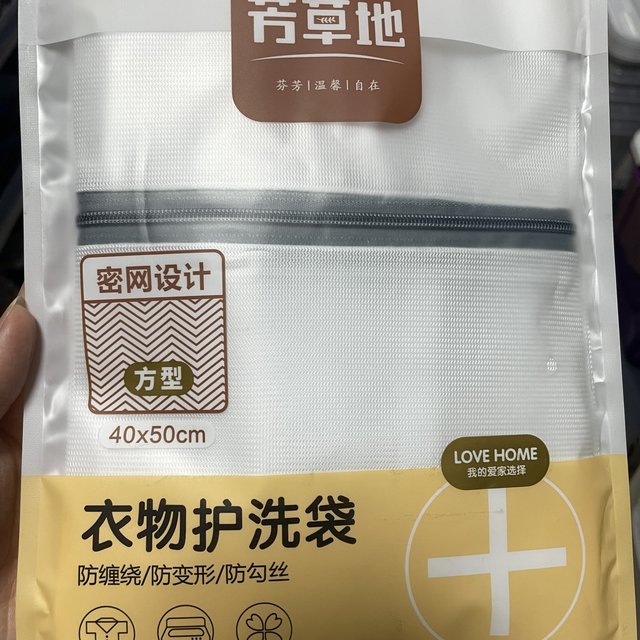 芳草地
芬芳|温馨|自在
密网设计
方型
40x50cm
LOVE HOME
我的爱家选择
衣物护洗袋
防缠绕/防变形/防勾丝